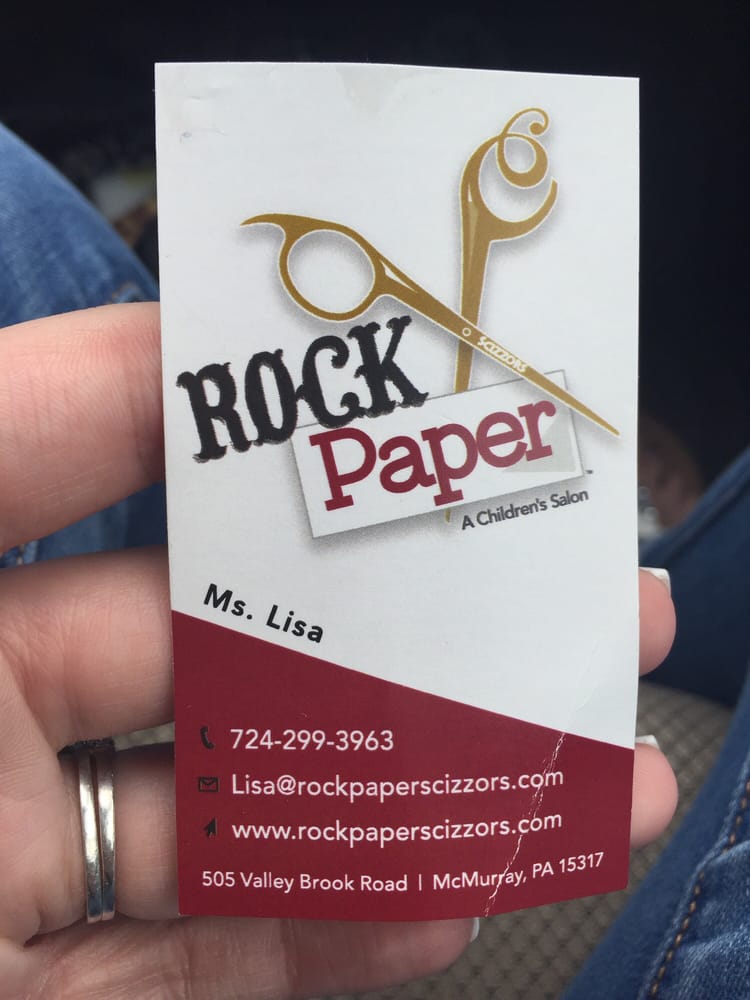 ROCK
SCIZZORS
Paper
A Children's Salon
Ms. Lisa
724-299-3963
Lisa@rockpaperscizzors.com
www.rockpaperscizzors.com
505 Valley Brook Road | McMurray, PA 15317